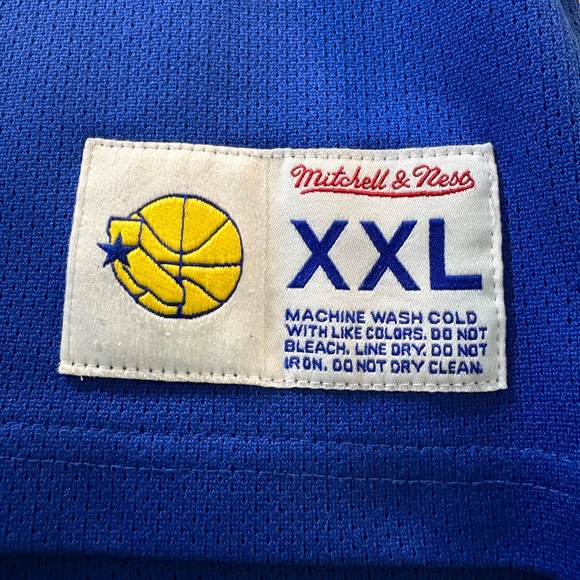 Mitchell & Ness
XXL
MACHINE WASH COLD
WITH LIKE COLORS. DO NOT
BLEACH. LINE DRY. DO NOT
IRON. DO NOT DRY CLEAN.